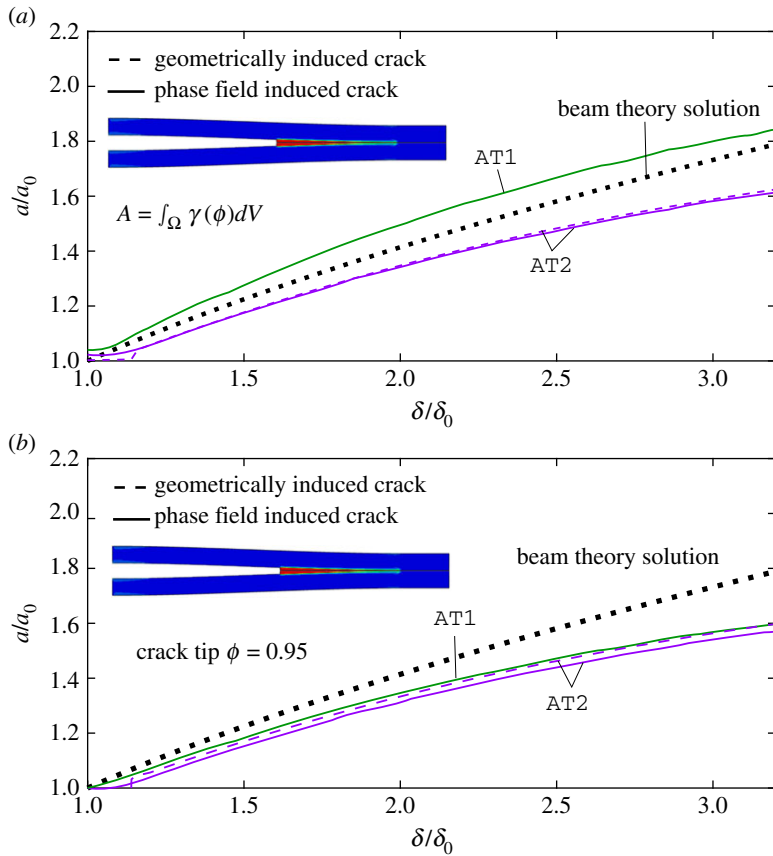 (a)
2.2
2.0
1.8
1.6
1.4
1.2
1.0
a/a0
geometrically induced crack
phase field induced crack
beam theory solution
AT1
A = ∫Ω γ(ϕ)dV
AT2
1.0 1.5 2.0 2.5 3.0
δ/δ0
(b)
2.2
2.0
1.8
1.6
1.4
1.2
1.0
a/a0
geometrically induced crack
phase field induced crack
beam theory solution
AT1
crack tip ϕ = 0.95
AT2
1.0 1.5 2.0 2.5 3.0
δ/δ0